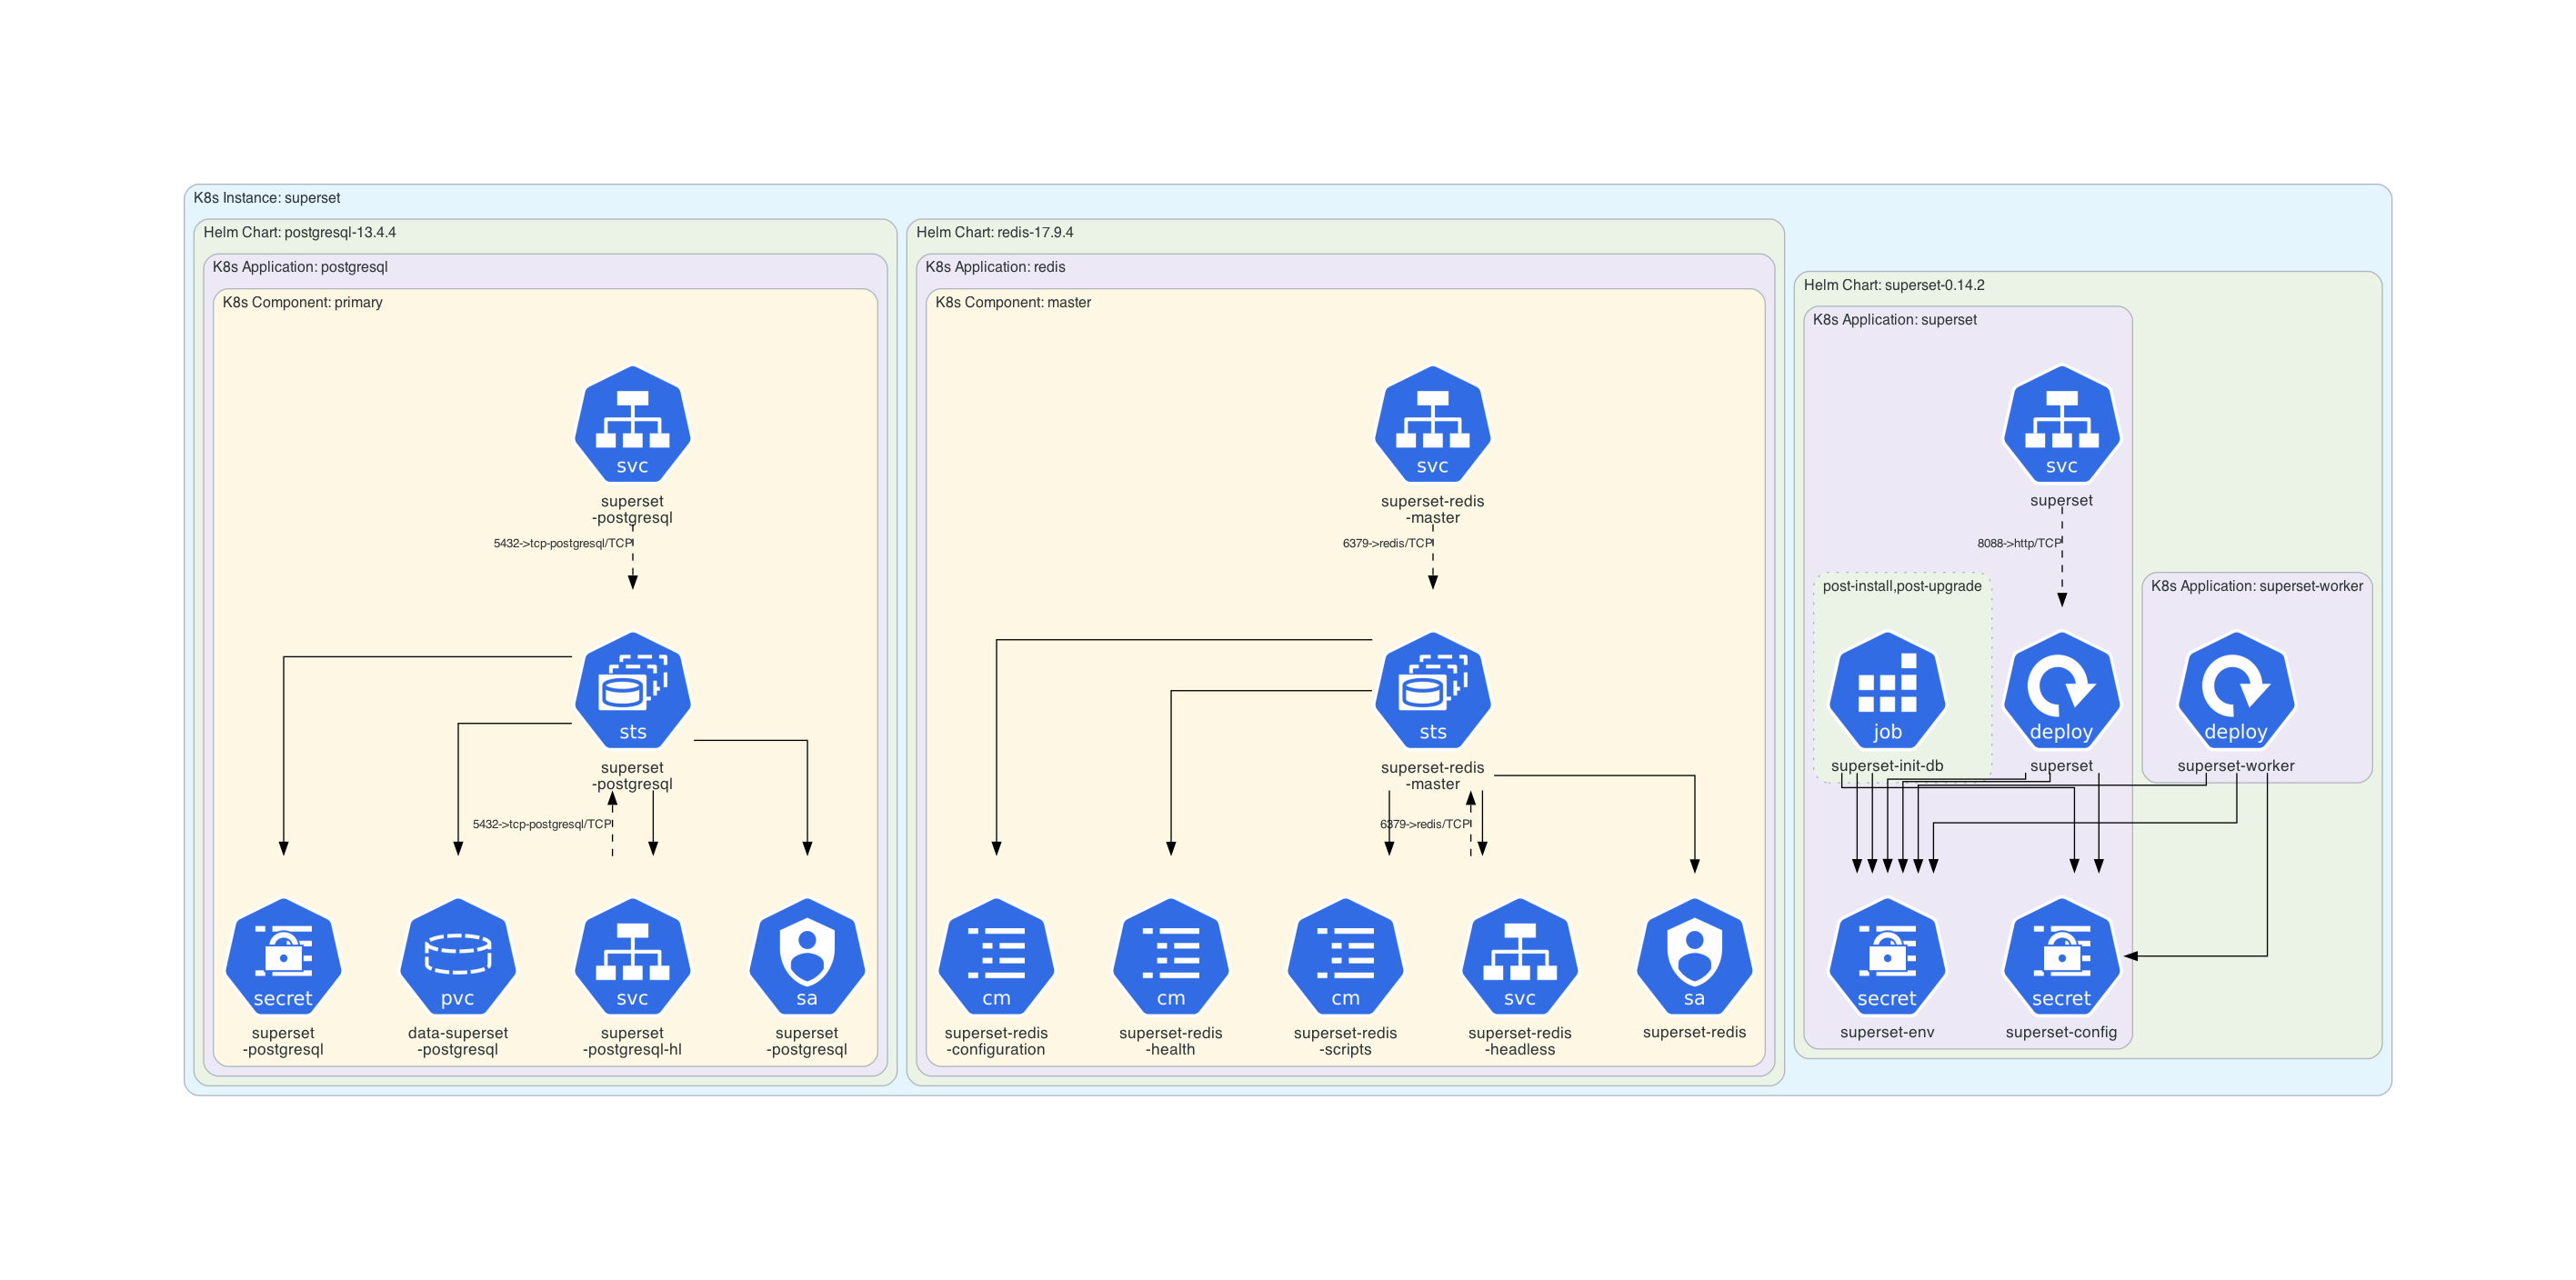 K8s Instance: superset
Helm Chart: postgresql-13.4.4
K8s Application: postgresql
K8s Component: primary
svc
superset
-postgresql
5432->tcp-postgresql/TCP
sts
superset
-postgresql
5432->tcp-postgresql/TCP
secret
superset
-postgresql
pvc
data-superset
-postgresql
svc
superset
-postgresql-hl
sa
superset
-postgresql
Helm Chart: redis-17.9.4
K8s Application: redis
K8s Component: master
svc
superset-redis
-master
6379->redis/TCP
sts
superset-redis
-master
6379->redis/TCP
cm
superset-redis
-configuration
cm
superset-redis
-health
cm
superset-redis
-scripts
svc
superset-redis
-headless
sa
superset-redis
Helm Chart: superset-0.14.2
K8s Application: superset
svc
superset
8088->http/TCP
post-install,post-upgrade
job
superset-init-db
deploy
superset
K8s Application: superset-worker
deploy
superset-worker
secret
superset-env
secret
superset-config